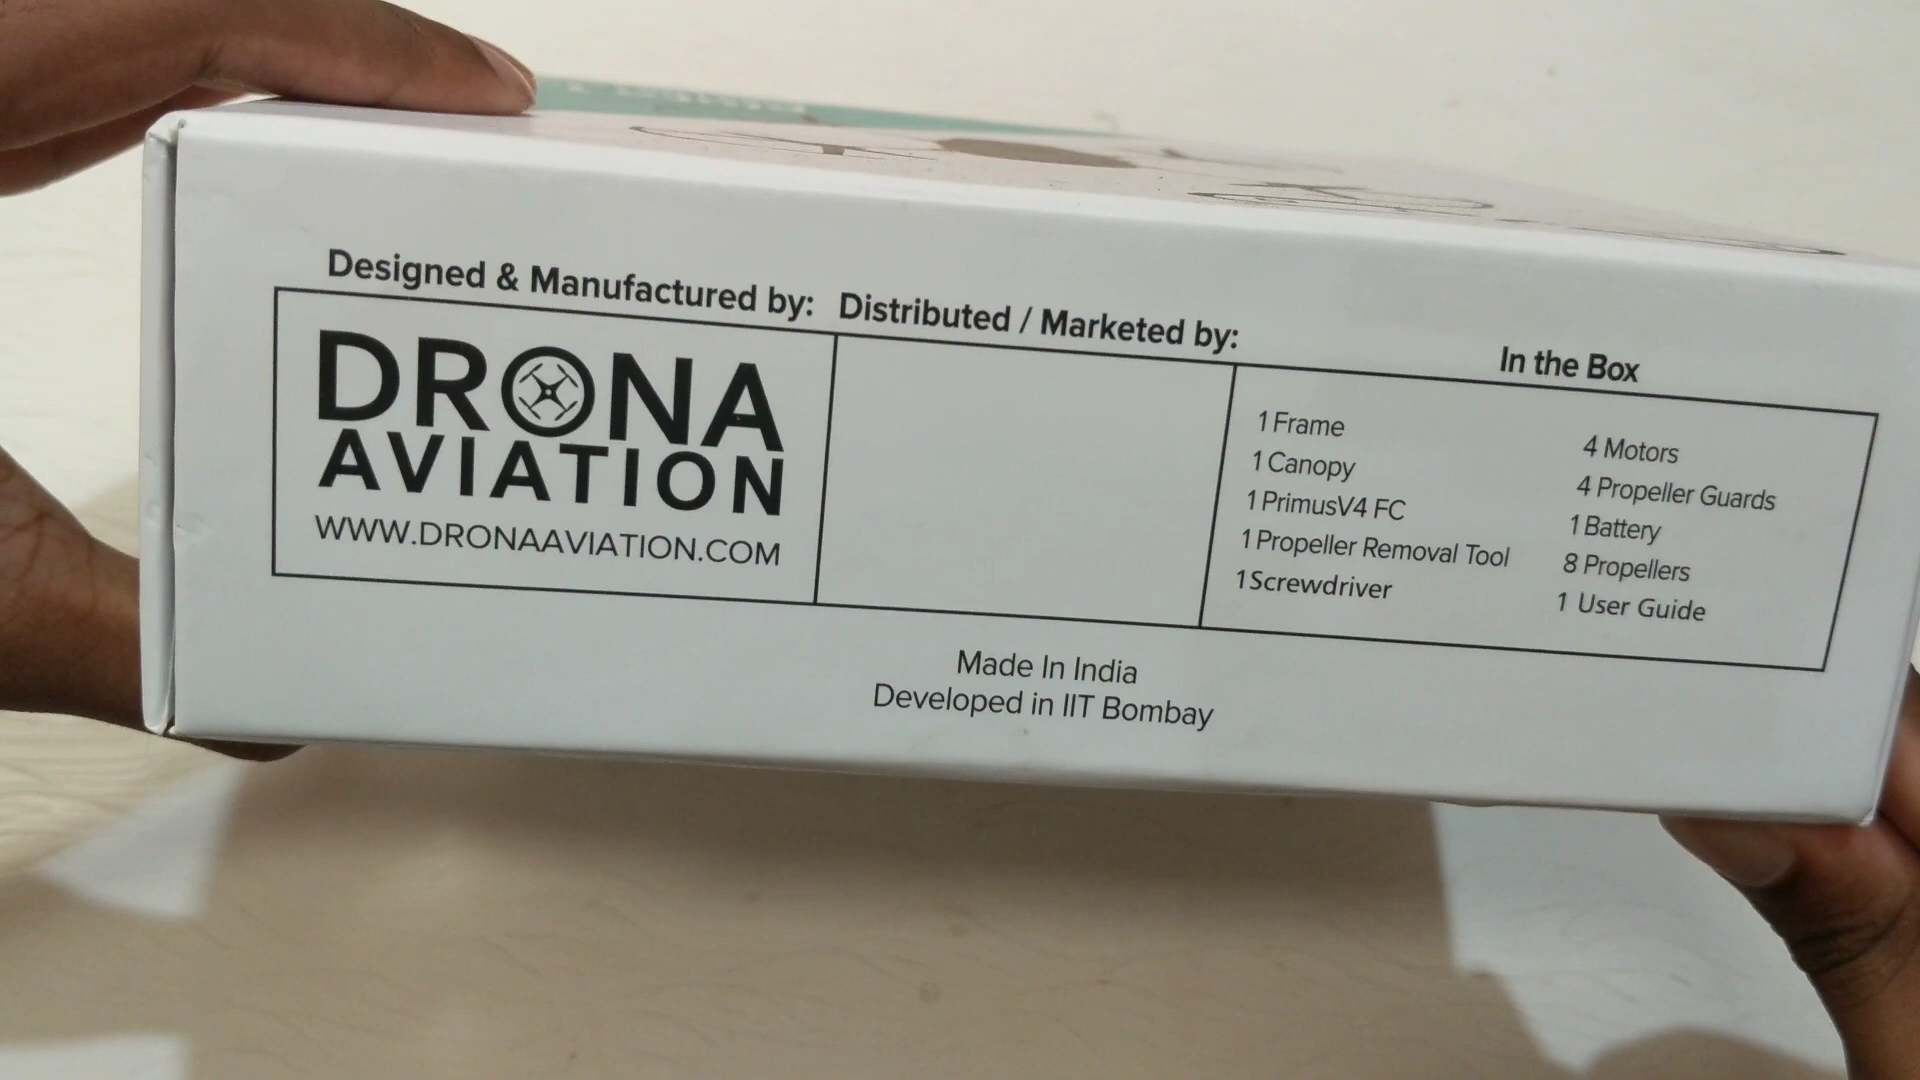 Designed & Manufactured by:
DRONA
AVIATION
WWW.DRONAAVIATION.COM
Distributed / Marketed by:
In the Box
1 Frame
1 Canopy
1 PrimusV4 FC
1 Propeller Removal Tool
1 Screwdriver
4 Motors
4 Propeller Guards
1 Battery
8 Propellers
1 User Guide
Made In India
Developed in IIT Bombay